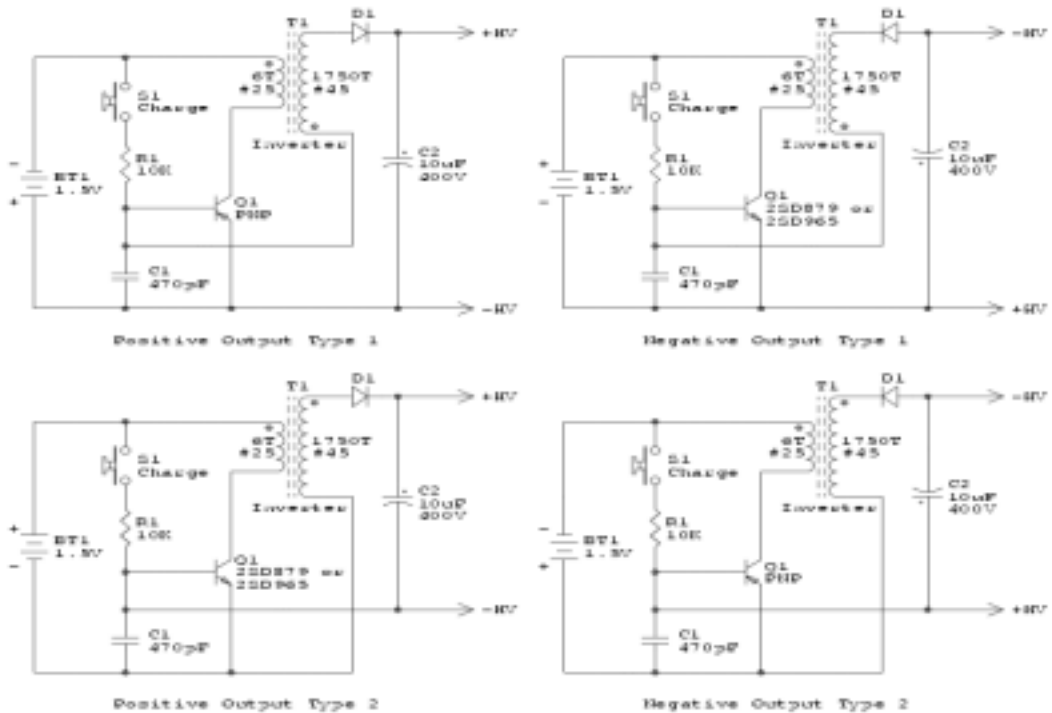 T1
D1
+HV
6T
#25
1750T
#45
S1
Charge
Inverter
R1
10K
C2
10uF
400V
-
BT1
1.5V
+
Q1
PNP
C1
470pF
-HV
Positive Output Type 1
T1
D1
-HV
6T
#25
1750T
#45
S1
Charge
Inverter
R1
10K
C2
10uF
400V
+
BT1
1.5V
-
Q1
2SD879 or
2SD965
C1
470pF
+HV
Negative Output Type 1
T1
D1
+HV
6T
#25
1750T
#45
S1
Charge
Inverter
R1
10K
C2
10uF
400V
+
BT1
1.5V
-
Q1
2SD879 or
2SD965
-HV
C1
470pF
Positive Output Type 2
T1
D1
-HV
6T
#25
1750T
#45
S1
Charge
Inverter
R1
10K
C2
10uF
400V
-
BT1
1.5V
+
Q1
PNP
+HV
C1
470pF
Negative Output Type 2